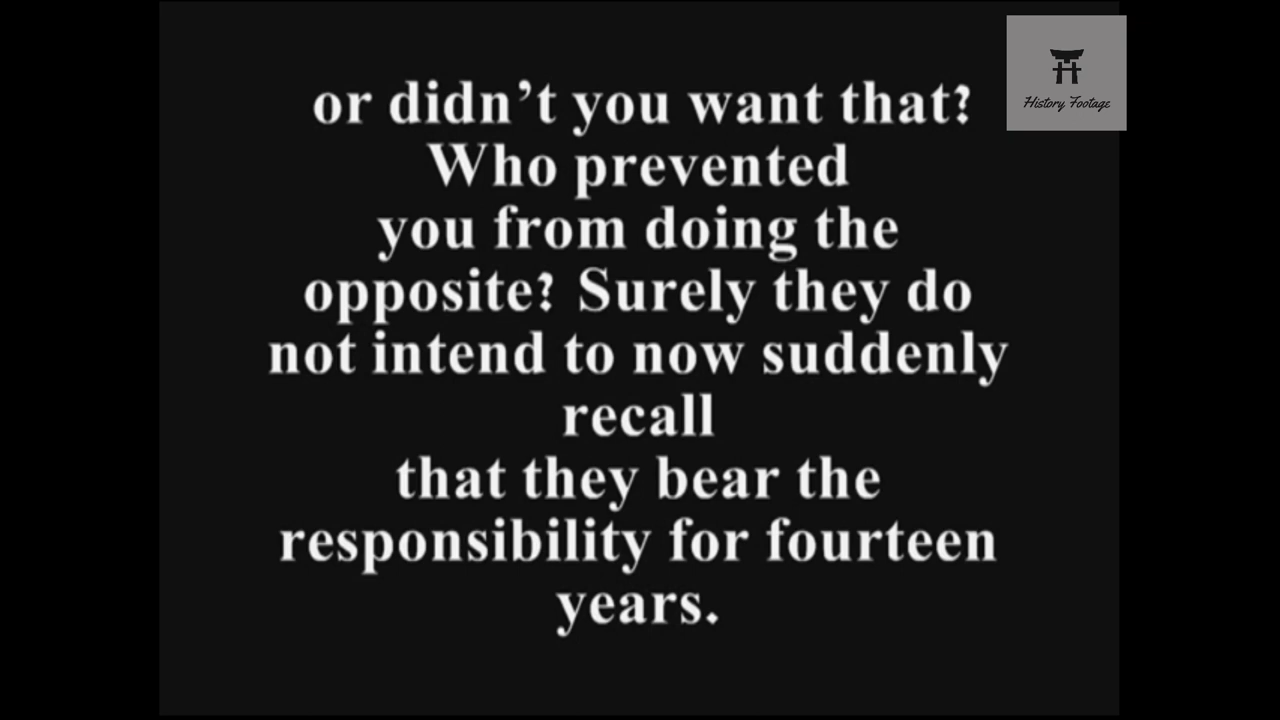 or didn’t you want that?
Who prevented
you from doing the
opposite? Surely they do
not intend to now suddenly
recall
that they bear the
responsibility for fourteen
years.
History Footage